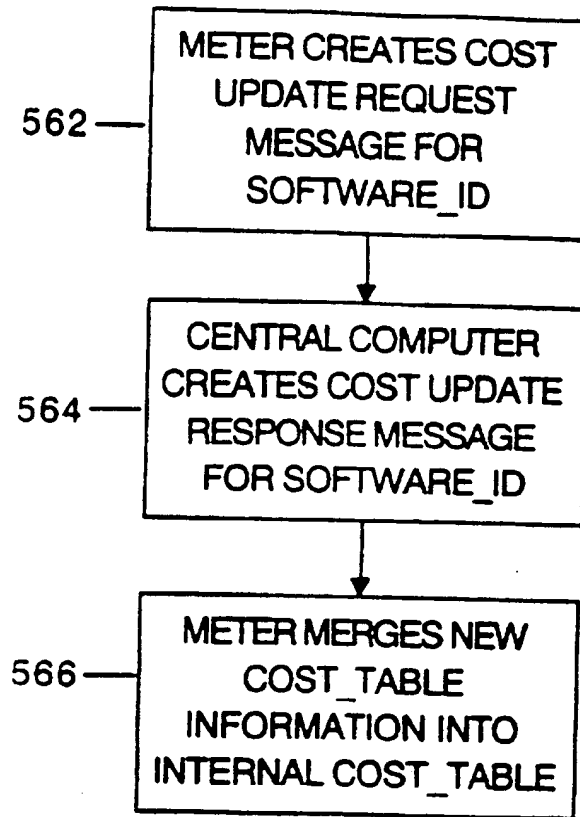 METER CREATES COST
UPDATE REQUEST
MESSAGE FOR
SOFTWARE_ID
562
CENTRAL COMPUTER
CREATES COST UPDATE
RESPONSE MESSAGE
FOR SOFTWARE_ID
564
METER MERGES NEW
COST_TABLE
INFORMATION INTO
INTERNAL COST_TABLE
566